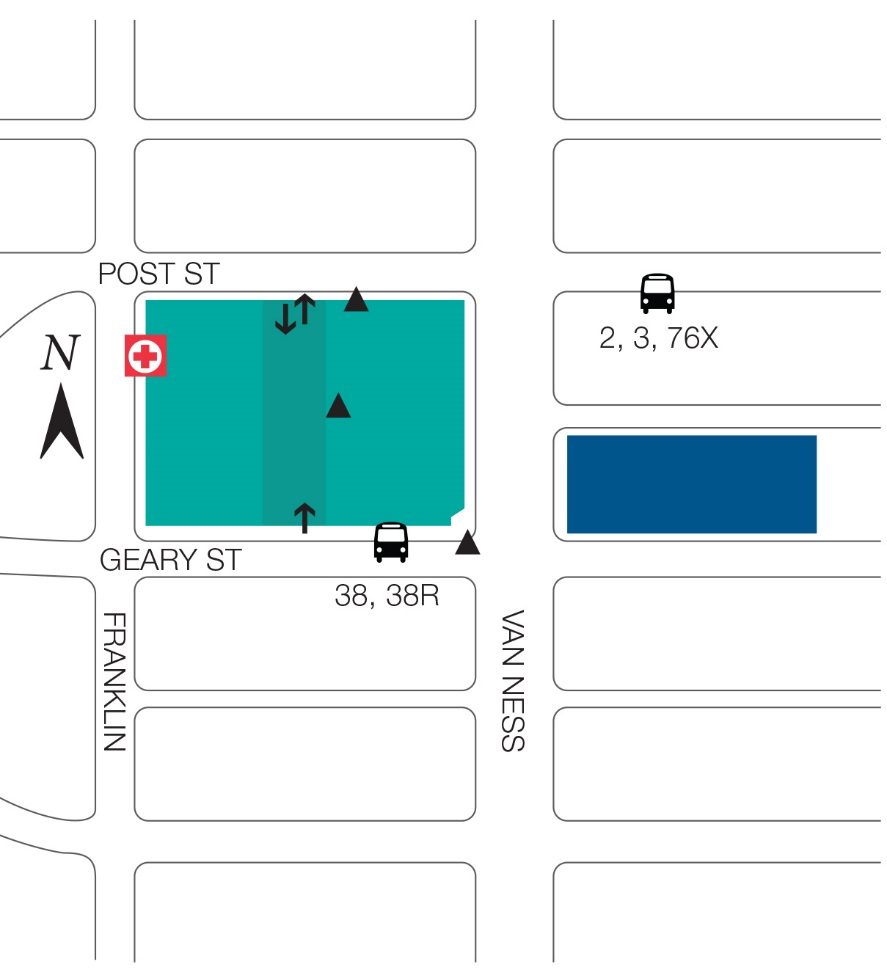 POST ST
N
2, 3, 76X
GEARY ST
38, 38R
FRANKLIN
VAN NESS